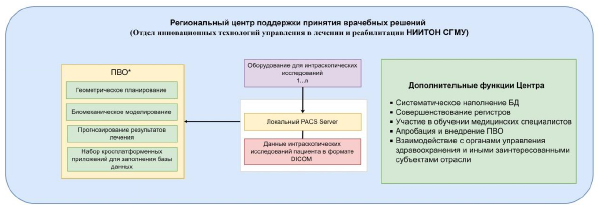 Региональный центр поддержки принятия врачебных решений
(Отдел инновационных технологий управления в лечении и реабилитации НИИТОН СГМУ)
ПВО*
Геометрическое планирование
Биомеханическое моделирование
Прогнозирование результатов
лечения
Набор кросплатформенных
приложений для заполнения базы
данных
Оборудование для интраскопических
исследований
1...n
Локальный PACS Server
Данные интраскопических
исследований пациента в формате
DICOM
Дополнительные функции Центра
▪ Систематическое наполнение БД
▪ Совершенствование регистров
▪ Участие в обучении медицинских специалистов
▪ Апробация и внедрение ПВО
▪ Взаимодействие с органами управления
здравоохранения и иными заинтересованными
субъектами отрасли